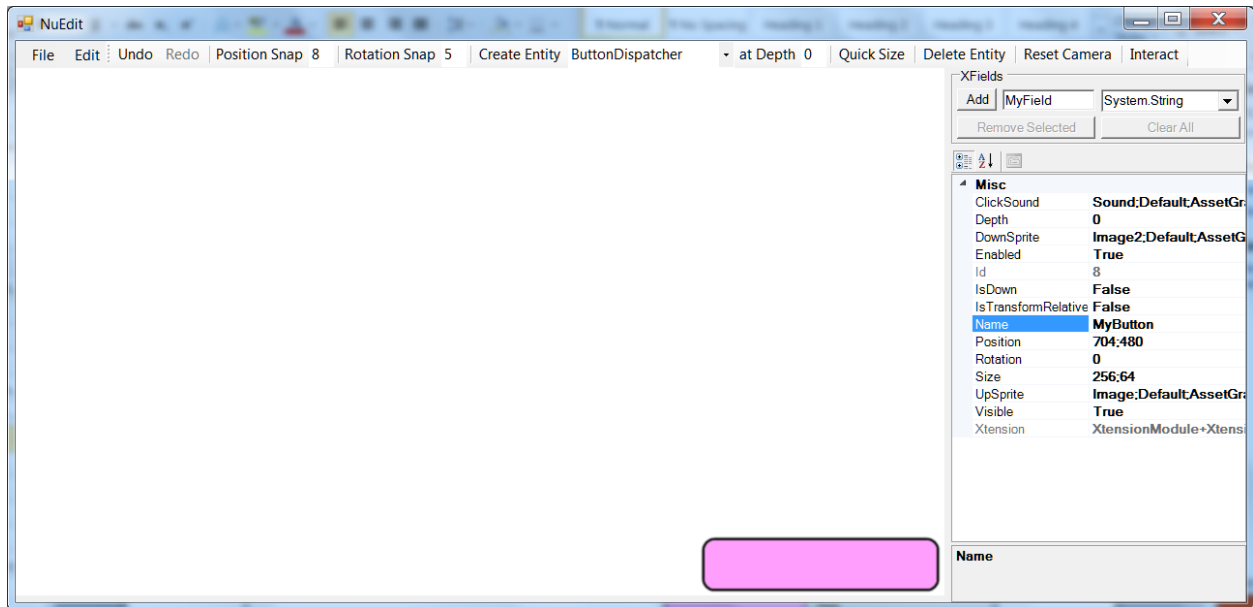 NuEdit
File Edit Undo Redo Position Snap 8 Rotation Snap 5 Create Entity ButtonDispatcher at Depth 0 Quick Size Delete Entity Reset Camera Interact
XFields
Add MyField System.String
Remove Selected Clear All
Misc
ClickSound Sound;Default;AssetGr
Depth 0
DownSprite Image2;Default;AssetG
Enabled True
Id 8
IsDown False
IsTransformRelative False
Name MyButton
Position 704;480
Rotation 0
Size 256;64
UpSprite Image;Default;AssetGr
Visible True
Xtension XtensionModule+Xtensi
Name